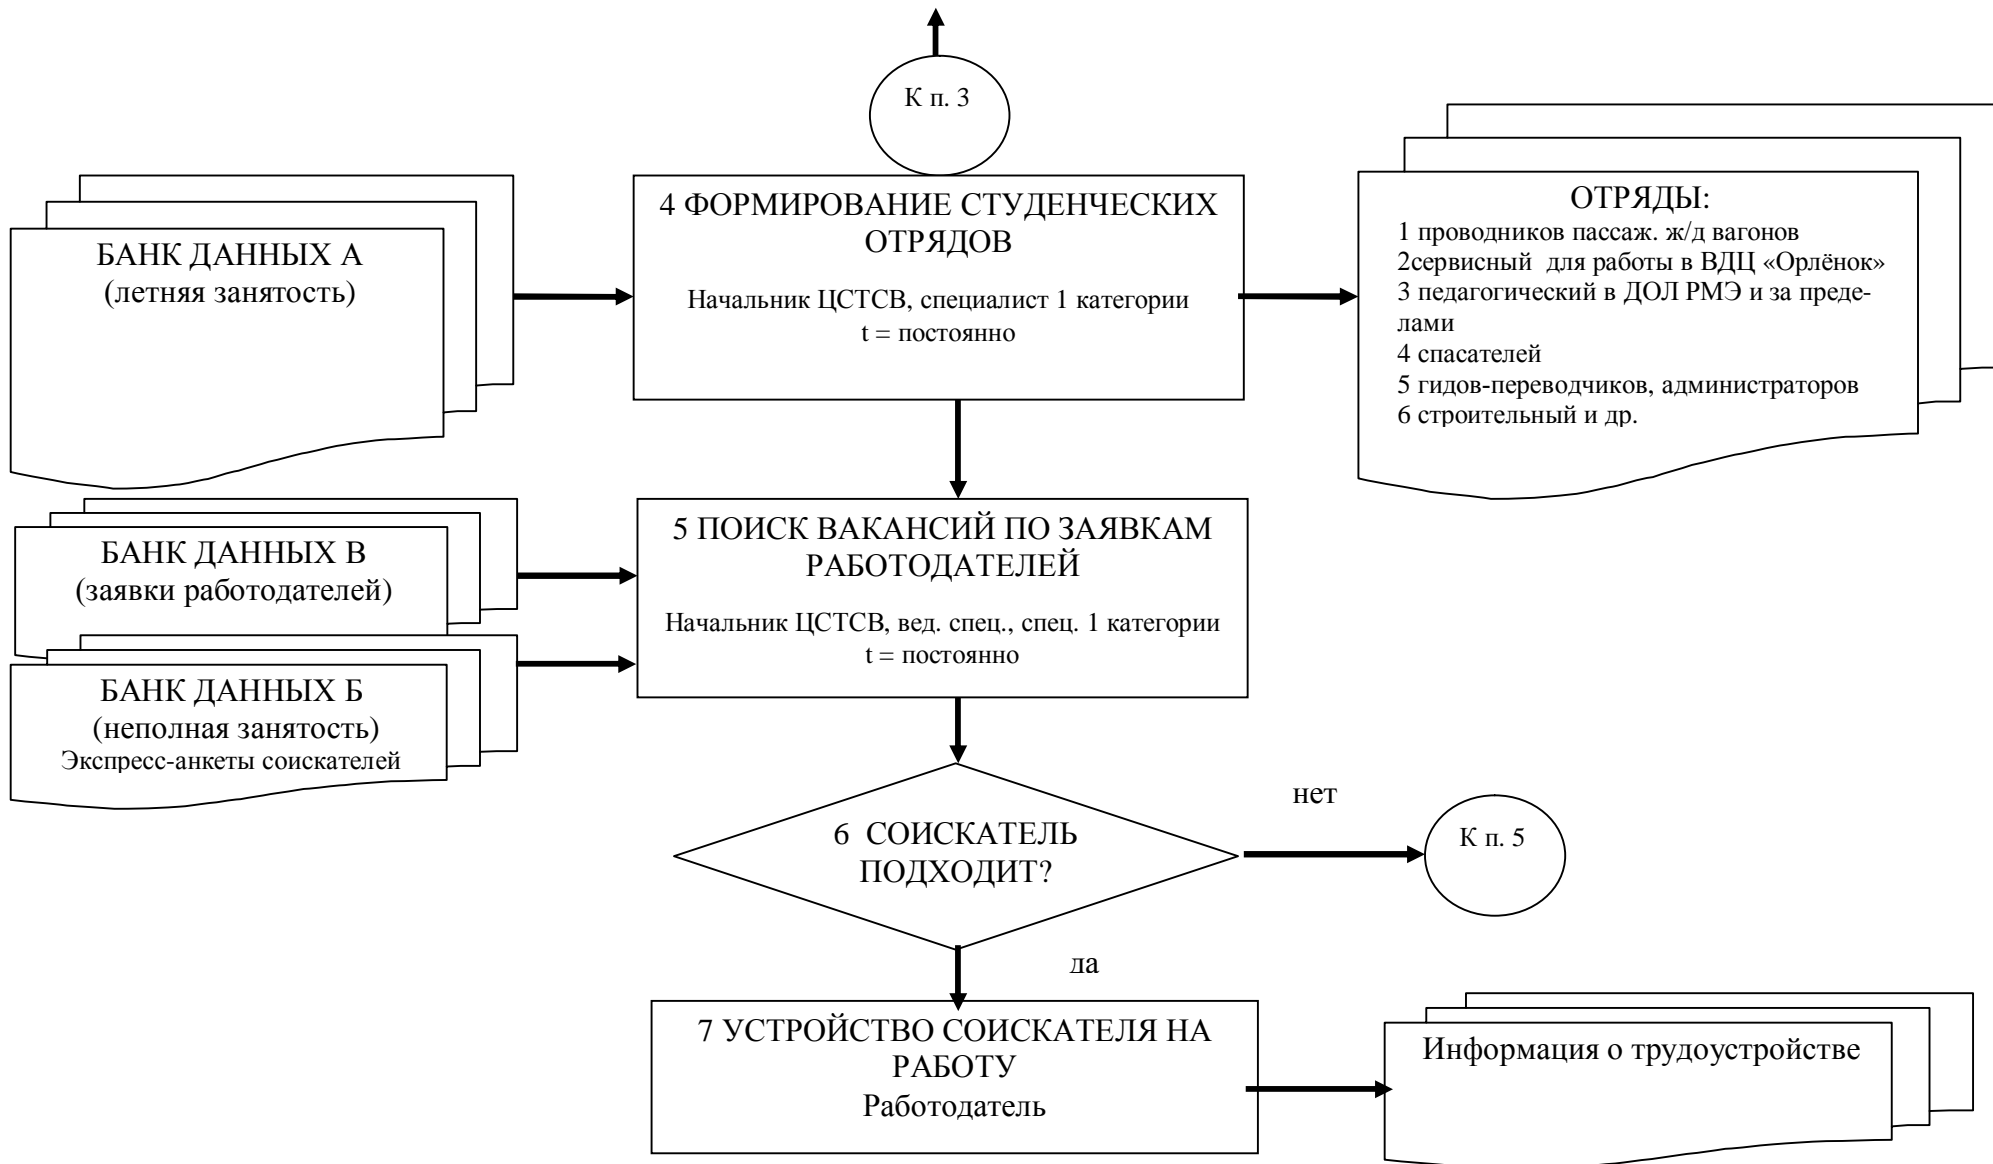 К п. 3
БАНК ДАННЫХ А
(летняя занятость)
4 ФОРМИРОВАНИЕ СТУДЕНЧЕСКИХ
ОТРЯДОВ
Начальник ЦСТСВ, специалист 1 категории
t = постоянно
ОТРЯДЫ:
1 проводников пассаж. ж/д вагонов
2сервисный для работы в ВДЦ «Орлёнок»
3 педагогический в ДОЛ РМЭ и за преде-
лами
4 спасателей
5 гидов-переводчиков, администраторов
6 строительный и др.
БАНК ДАННЫХ В
(заявки работодателей)
БАНК ДАННЫХ Б
(неполная занятость)
Экспресс-анкеты соискателей
5 ПОИСК ВАКАНСИЙ ПО ЗАЯВКАМ
РАБОТОДАТЕЛЕЙ
Начальник ЦСТСВ, вед. спец., спец. 1 категории
t = постоянно
6 СОИСКАТЕЛЬ
ПОДХОДИТ?
нет
К п. 5
да
7 УСТРОЙСТВО СОИСКАТЕЛЯ НА
РАБОТУ
Работодатель
Информация о трудоустройстве